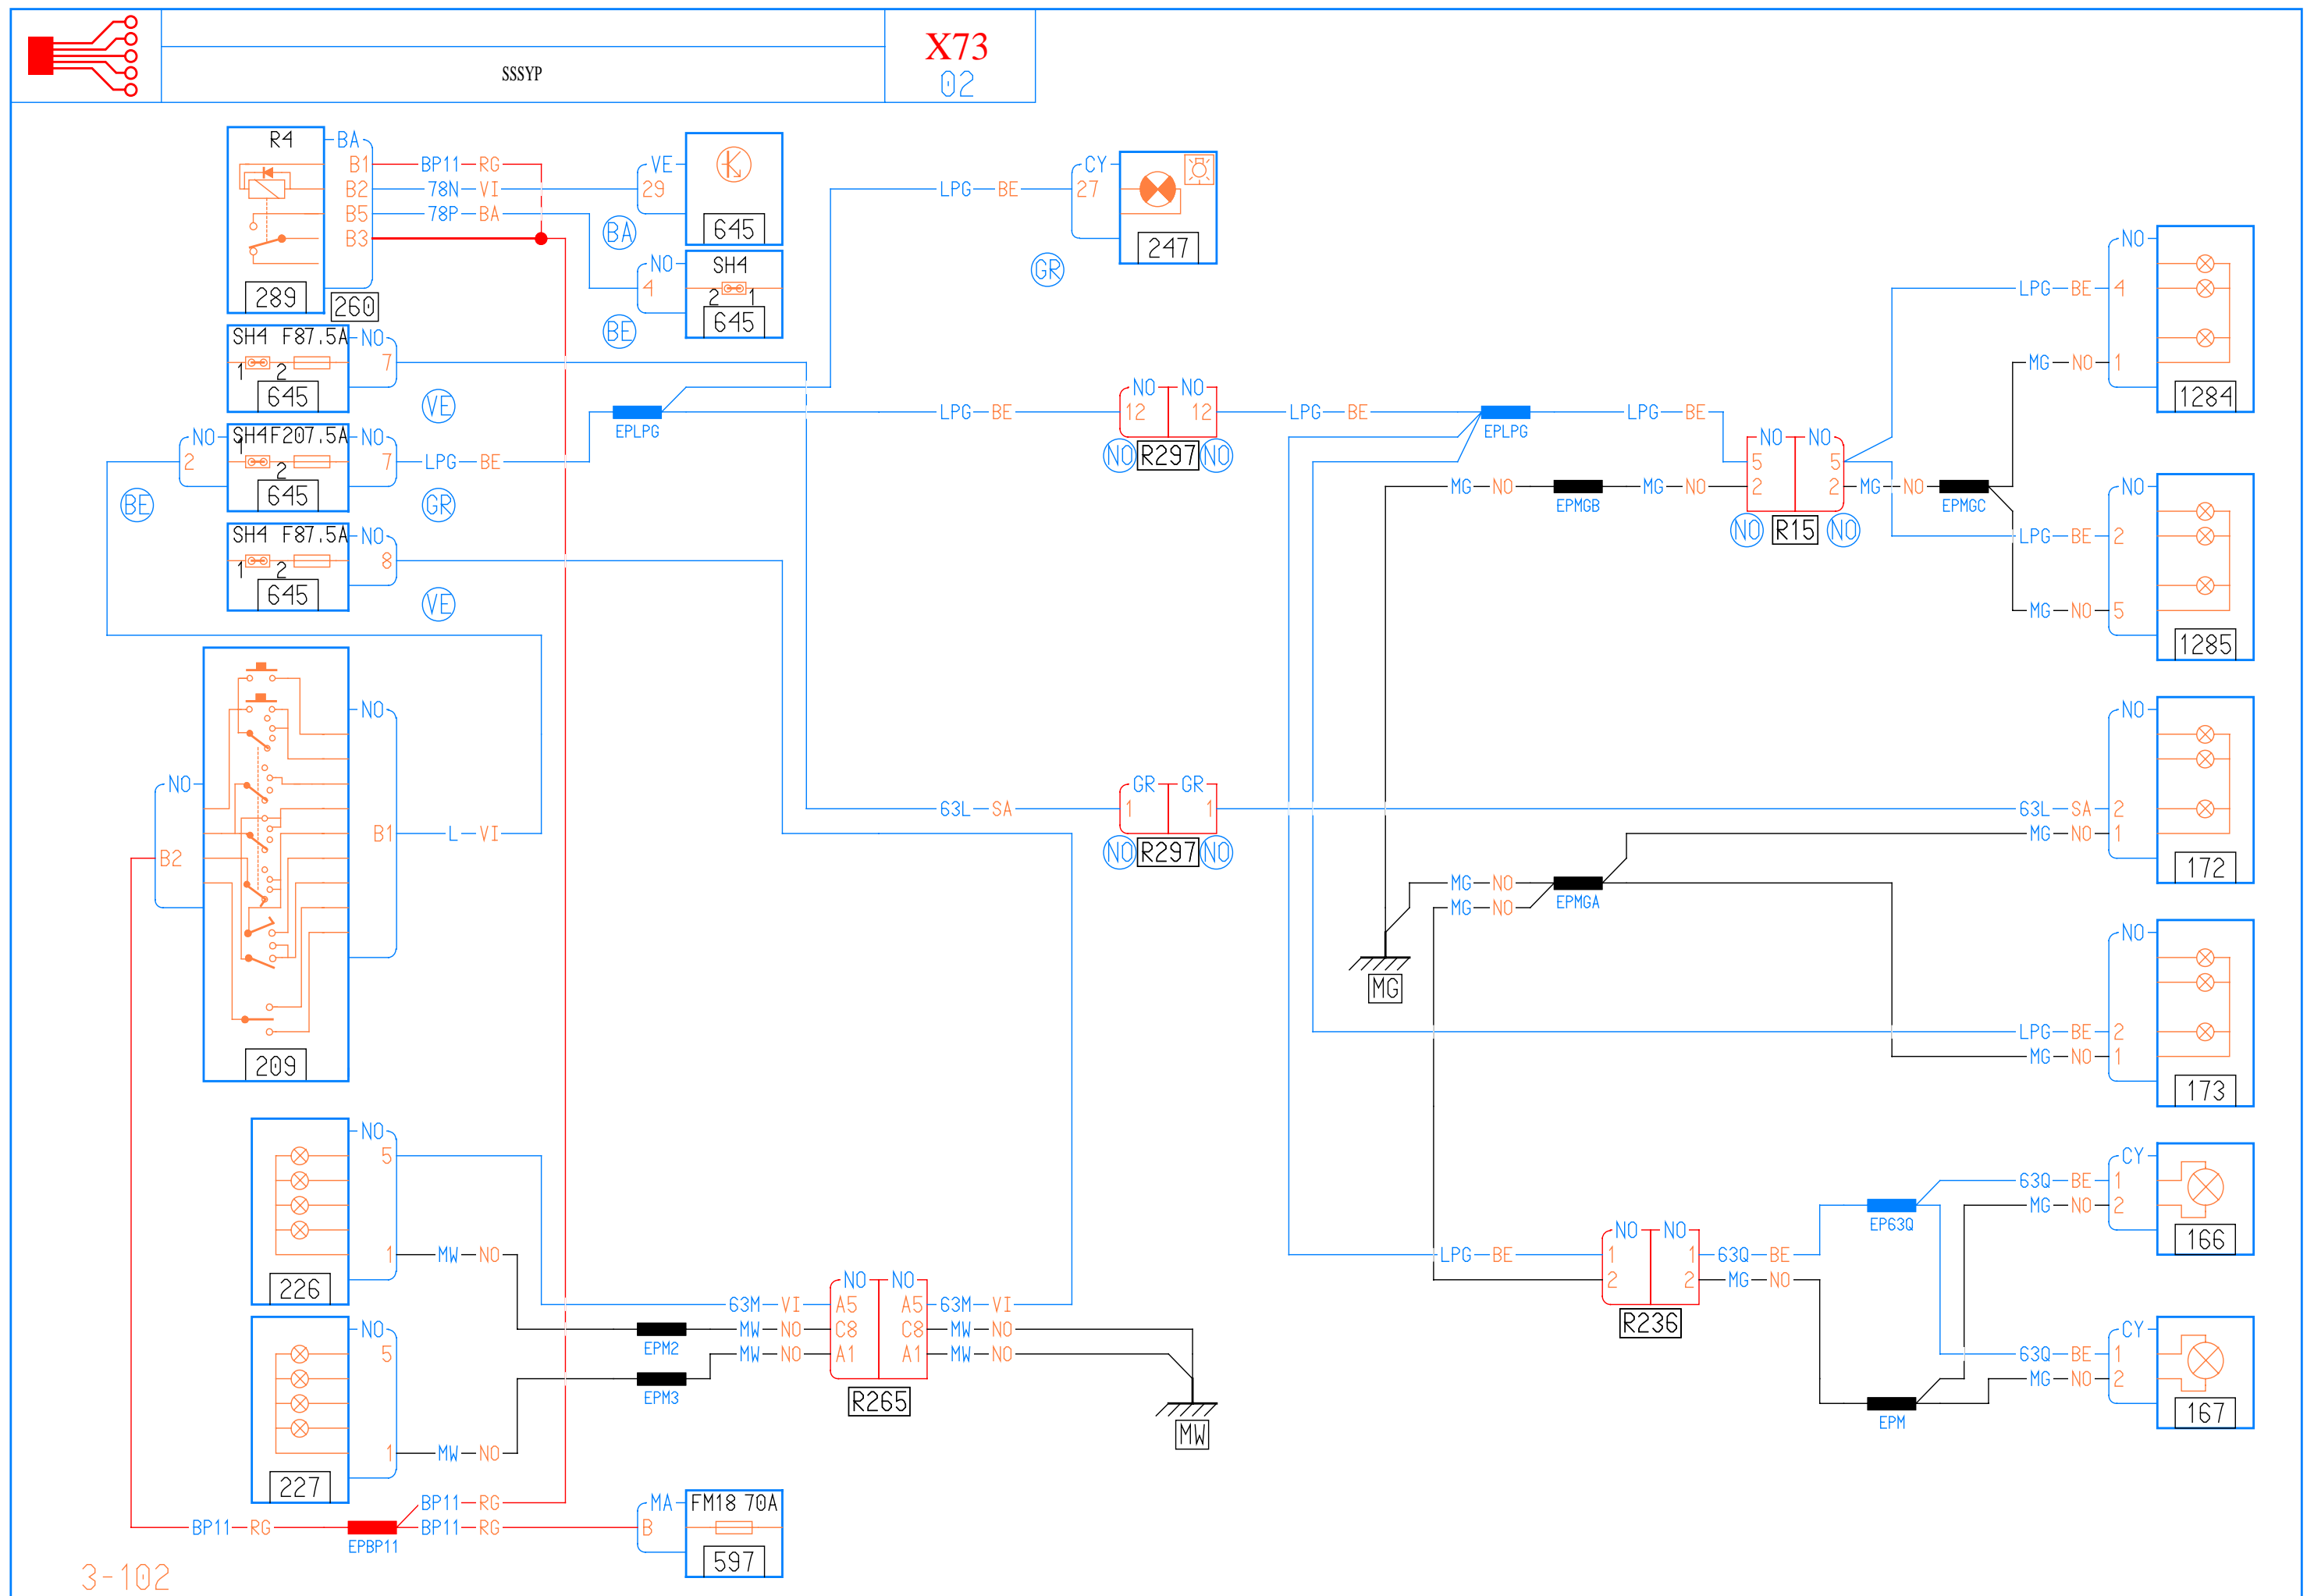 SSSYP
X73
02
R4
BA
B1 BP11 RG
B2 78N VI
B5 78P BA
B3
289
260
VE
29
BA
645
NO
4
SH4
2 1
645
BE
LPG BE
CY
27
247
GR
SH4 F87.5A NO
1 2
7
645
VE
NO
2
SH4F207.5A NO
1
2
7 LPG BE
645
BE
GR
SH4 F87.5A NO
1 2
8
645
VE
EPLPG
LPG BE
NO NO
12 12
NO R297 NO
LPG BE
EPLPG
LPG BE
MG NO
EPMGB
MG NO
NO NO
5 5
2 2
NO R15 NO
MG NO
EPMGC
NO
LPG BE 4
MG NO 1
1284
NO
LPG BE 2
MG NO 5
1285
NO
NO
B2
B1 L VI
209
63L SA
GR GR
1 1
NO R297 NO
NO
63L SA 2
MG NO 1
172
MG NO
MG NO
EPMGA
MG
NO
LPG BE 2
MG NO 1
173
NO
5
1 MW NO
226
NO
5
1 MW NO
227
EPM2
EPM3
63M VI
MW NO
MW NO
NO NO
A5 A5
C8 C8
A1 A1
R265
63M VI
MW NO
MW NO
MW
LPG BE
NO NO
1 1
2 2
R236
63Q BE
MG NO
EP63Q
EPM
CY
63Q BE 1
MG NO 2
166
CY
63Q BE 1
MG NO 2
167
BP11 RG
EPBP11
BP11 RG
BP11 RG
MA
B
FM18 70A
597
3-102